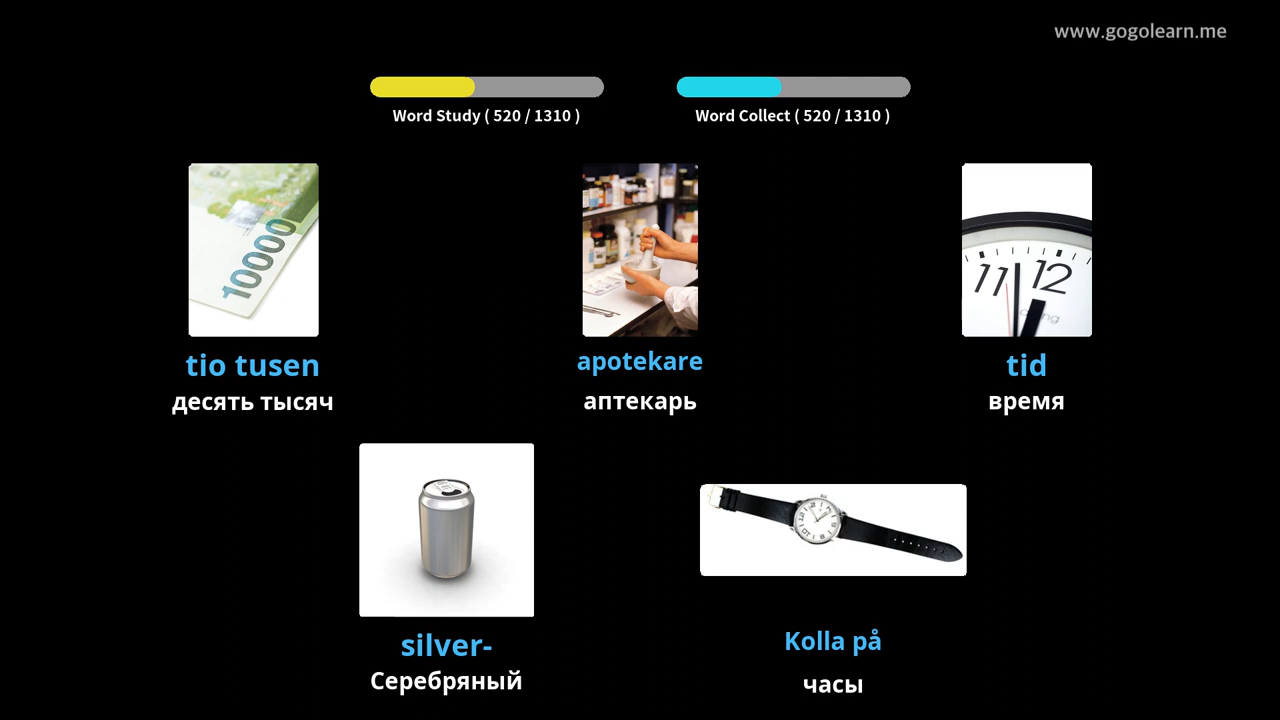 www.gogolearn.me
Word Study ( 520 / 1310 )
Word Collect ( 520 / 1310 )
10000
11 12
tio tusen
apotekare
tid
десять тысяч
аптекарь
время
silver-
Kolla på
Серебряный
часы